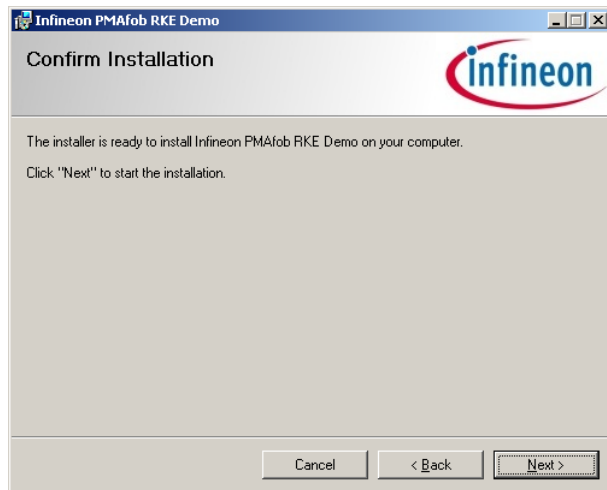 Infineon PMAfob RKE Demo
Confirm Installation
infineon
The installer is ready to install Infineon PMAfob RKE Demo on your computer.
Click "Next" to start the installation.
Cancel
< Back
Next >